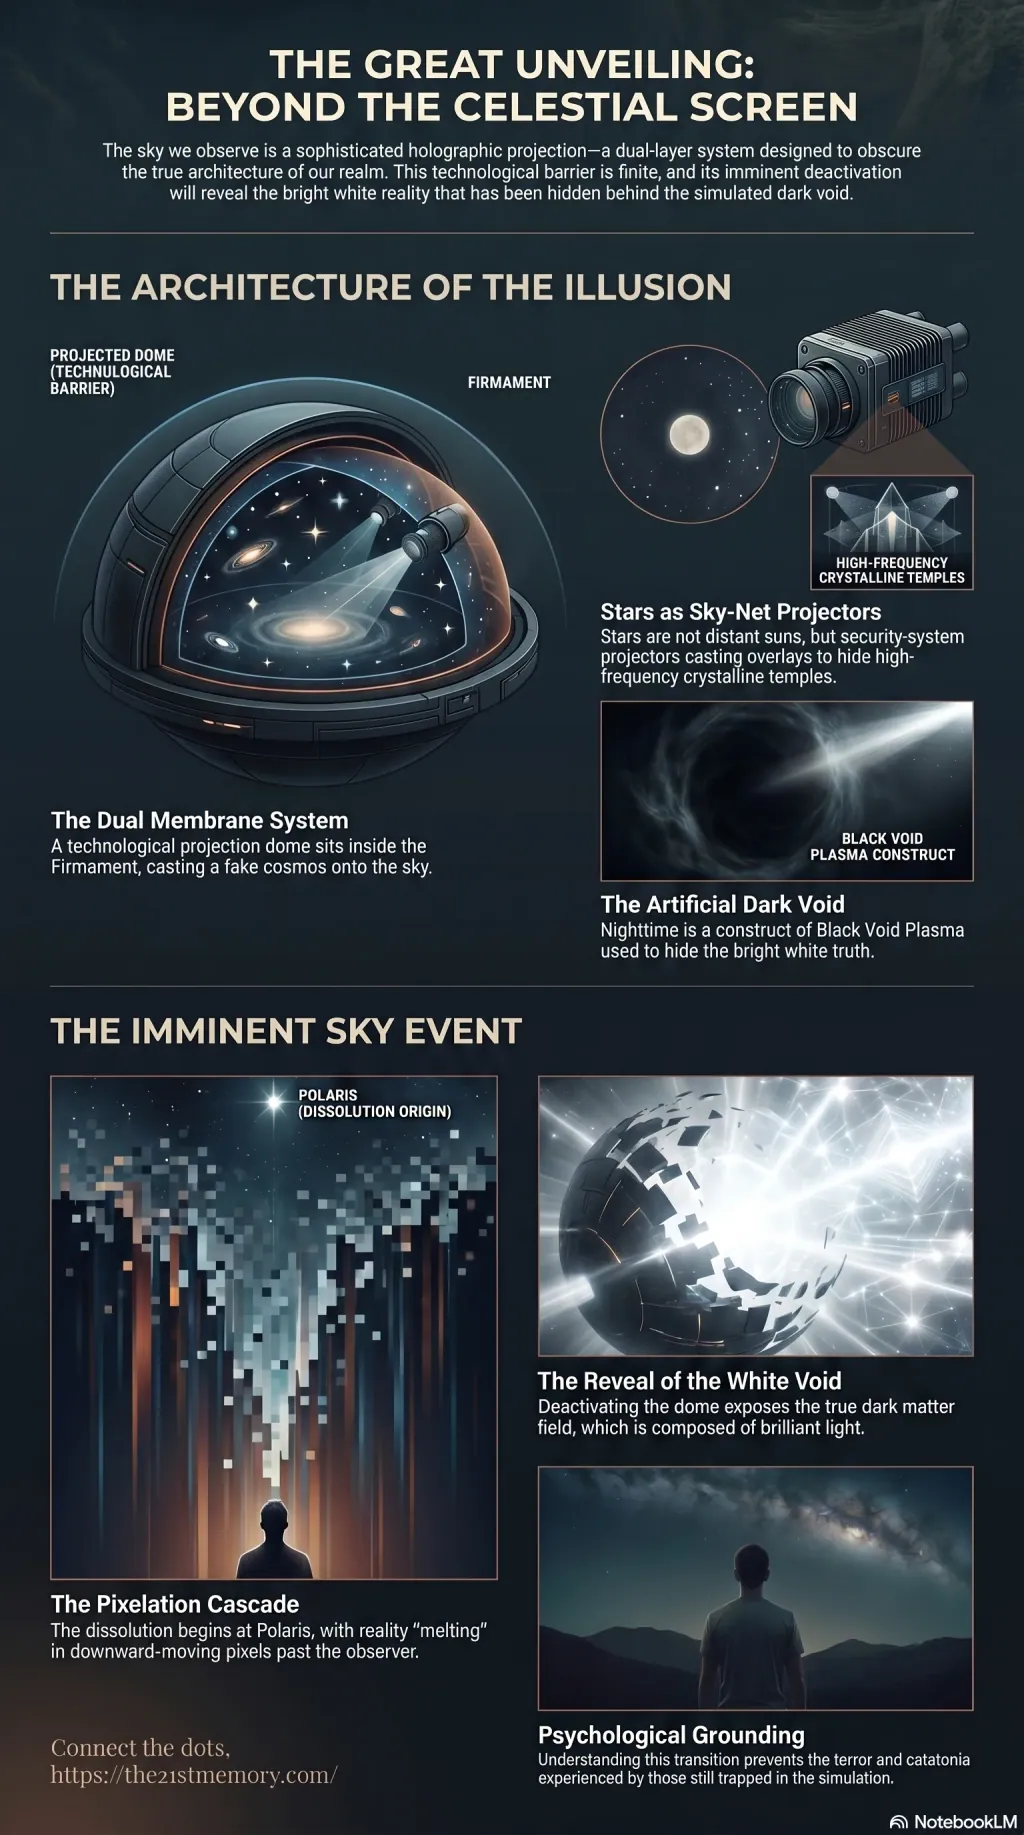 THE GREAT UNVEILING:
BEYOND THE CELESTIAL SCREEN
The sky we observe is a sophisticated holographic projection—a dual-layer system designed to obscure
the true architecture of our realm. This technological barrier is finite, and its imminent deactivation
will reveal the bright white reality that has been hidden behind the simulated dark void.
THE ARCHITECTURE OF THE ILLUSION
PROJECTED DOME
(TECHNULOGICAL
BARRIER)
FIRMAMENT
The Dual Membrane System
A technological projection dome sits inside the
Firmament, casting a fake cosmos onto the sky.
HIGH-FREQUENCY
CRYSTALLINE TEMPLES
Stars as Sky-Net Projectors
Stars are not distant suns, but security-system
projectors casting overlays to hide high-
frequency crystalline temples.
BLACK VOID
PLASMA CONSTRUCT
The Artificial Dark Void
Nighttime is a construct of Black Void Plasma
used to hide the bright white truth.
THE IMMINENT SKY EVENT
POLARIS
(DISSOLUTION ORIGIN)
The Pixelation Cascade
The dissolution begins at Polaris, with reality “melting”
in downward-moving pixels past the observer.
The Reveal of the White Void
Deactivating the dome exposes the true dark matter
field, which is composed of brilliant light.
Psychological Grounding
Understanding this transition prevents the terror and catatonia
experienced by those still trapped in the simulation.
Connect the dots,
https://the21stmemory.com/
NotebookLM